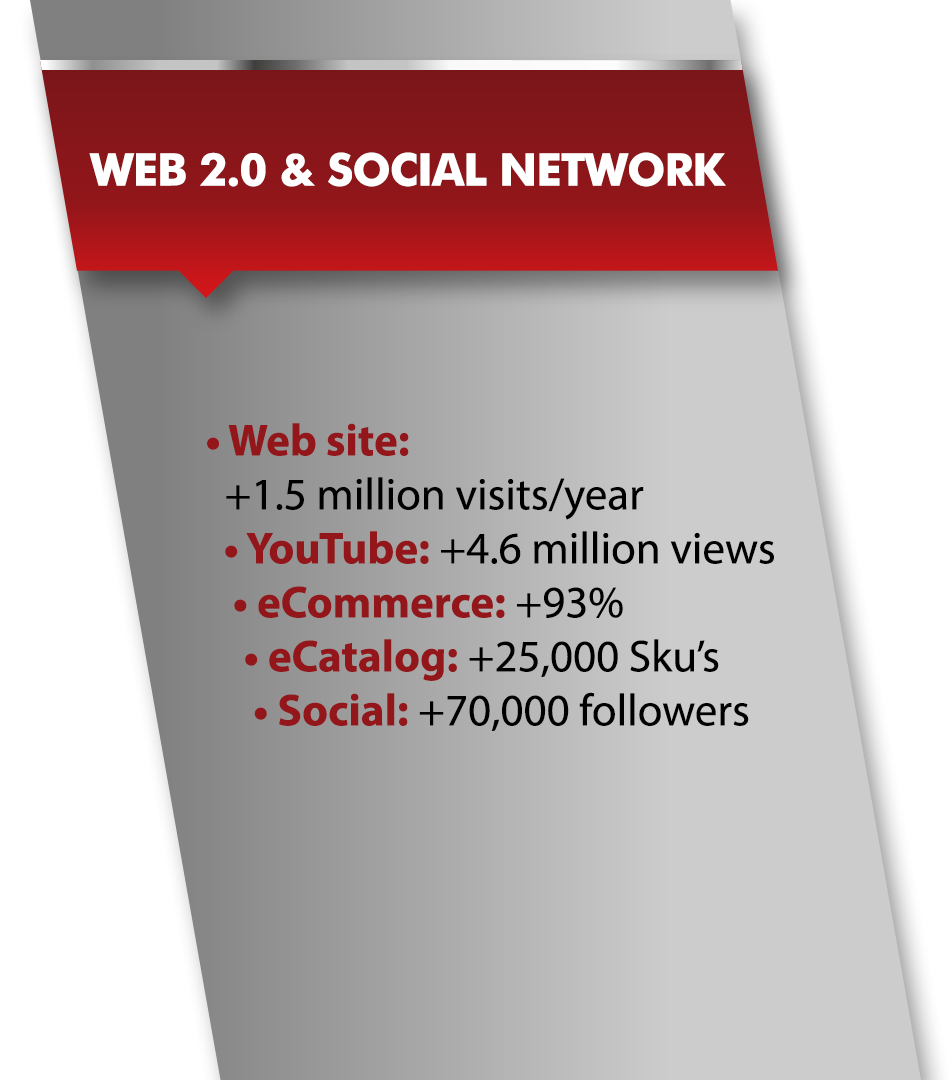 WEB 2.0 & SOCIAL NETWORK
• Web site:
+1.5 million visits/year
• YouTube: +4.6 million views
• eCommerce: +93%
• eCatalog: +25,000 Sku’s
• Social: +70,000 followers